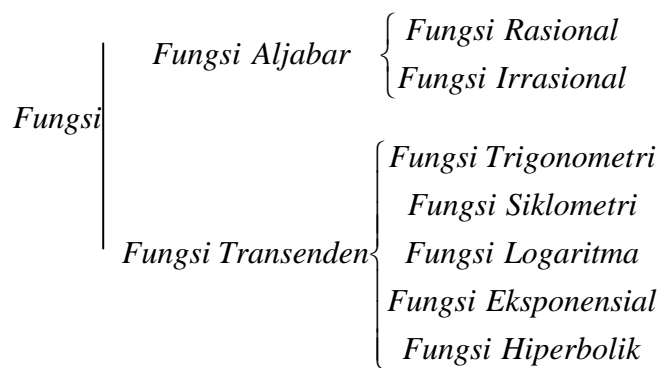 Fungsi
Fungsi Aljabar
Fungsi Rasional
Fungsi Irrasional
Fungsi Transenden
Fungsi Trigonometri
Fungsi Siklometri
Fungsi Logaritma
Fungsi Eksponensial
Fungsi Hiperbolik